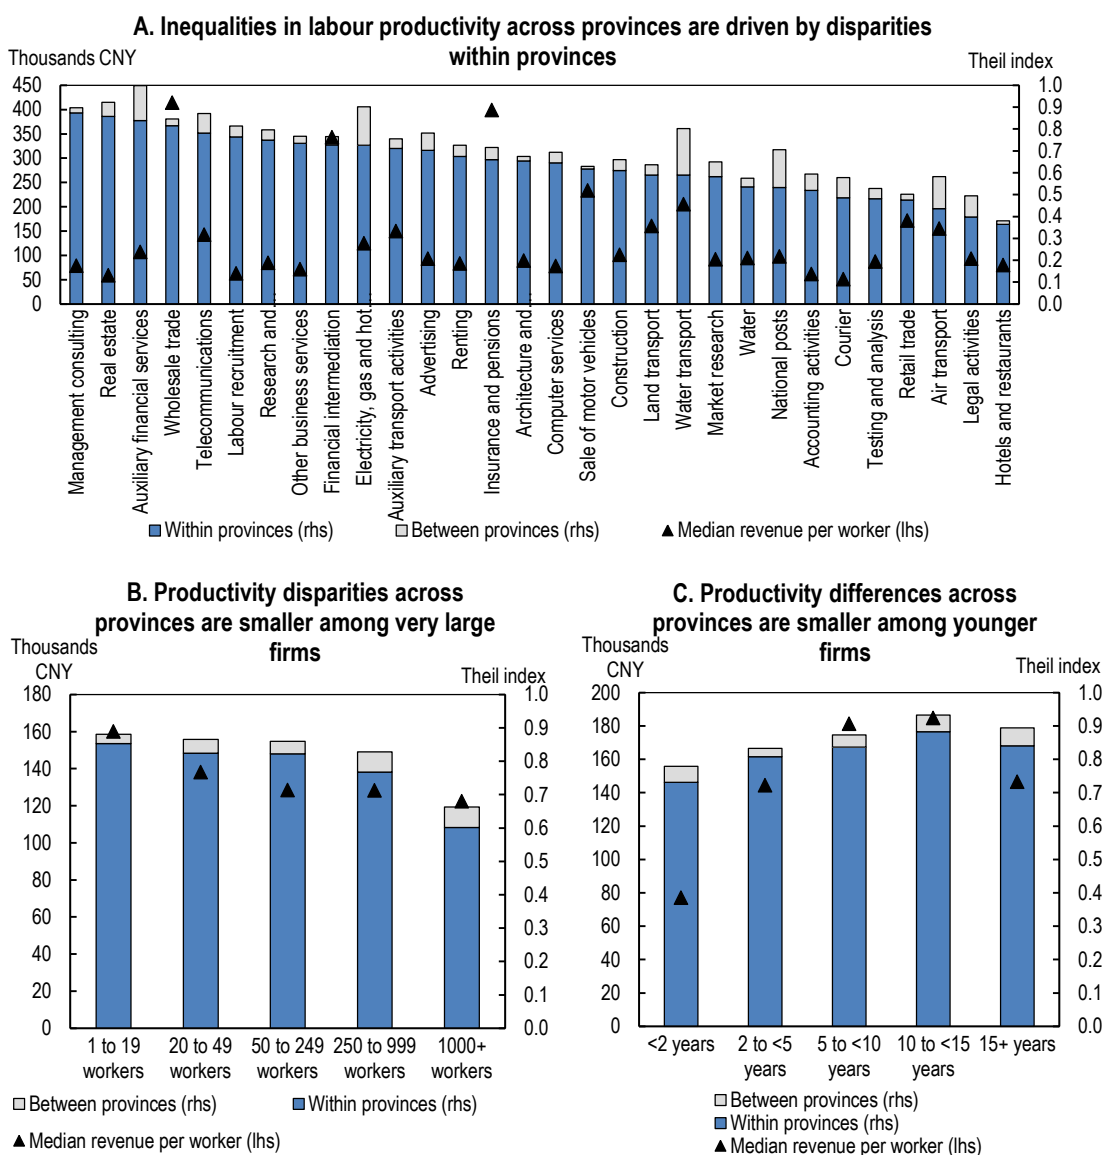 A. Inequalities in labour productivity across provinces are driven by disparities
within provinces
Thousands CNY
Theil index
450
400
350
300
250
200
150
100
50
0
1.0
0.9
0.8
0.7
0.6
0.5
0.4
0.3
0.2
0.1
0.0
Management consulting
Real estate
Auxiliary financial services
Wholesale trade
Telecommunications
Labour recruitment
Research and…
Other business services
Financial intermediation
Electricity, gas and hot…
Auxiliary transport activities
Advertising
Renting
Insurance and pensions
Architecture and…
Computer services
Sale of motor vehicles
Construction
Land transport
Water transport
Market research
Water
National posts
Accounting activities
Courier
Testing and analysis
Retail trade
Air transport
Legal activities
Hotels and restaurants
Within provinces (rhs)
Between provinces (rhs)
Median revenue per worker (lhs)
B. Productivity disparities across
provinces are smaller among very large
firms
Thousands
CNY
Theil index
180
160
140
120
100
80
60
40
20
0
1.0
0.9
0.8
0.7
0.6
0.5
0.4
0.3
0.2
0.1
0.0
1 to 19
workers
20 to 49
workers
50 to 249
workers
250 to 999
workers
1000+
workers
Between provinces (rhs)
Within provinces (rhs)
Median revenue per worker (lhs)
C. Productivity differences across
provinces are smaller among younger
firms
Thousands
CNY
Theil index
200
180
160
140
120
100
80
60
40
20
0
1.0
0.9
0.8
0.7
0.6
0.5
0.4
0.3
0.2
0.1
0.0
<2 years
2 to <5
years
5 to <10
years
10 to <15
years
15+ years
Between provinces (rhs)
Within provinces (rhs)
Median revenue per worker (lhs)